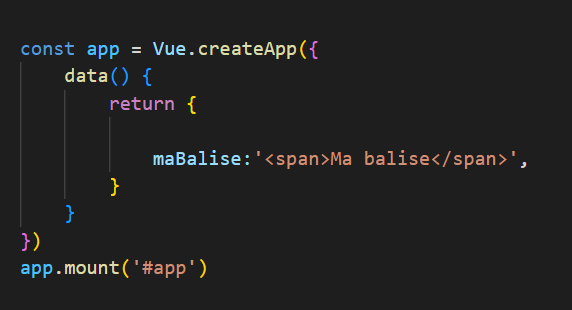 const app = Vue.createApp({
    data() {
        return {
            maBalise:'<span>Ma balise</span>',
        }
    }
})
app.mount('#app')